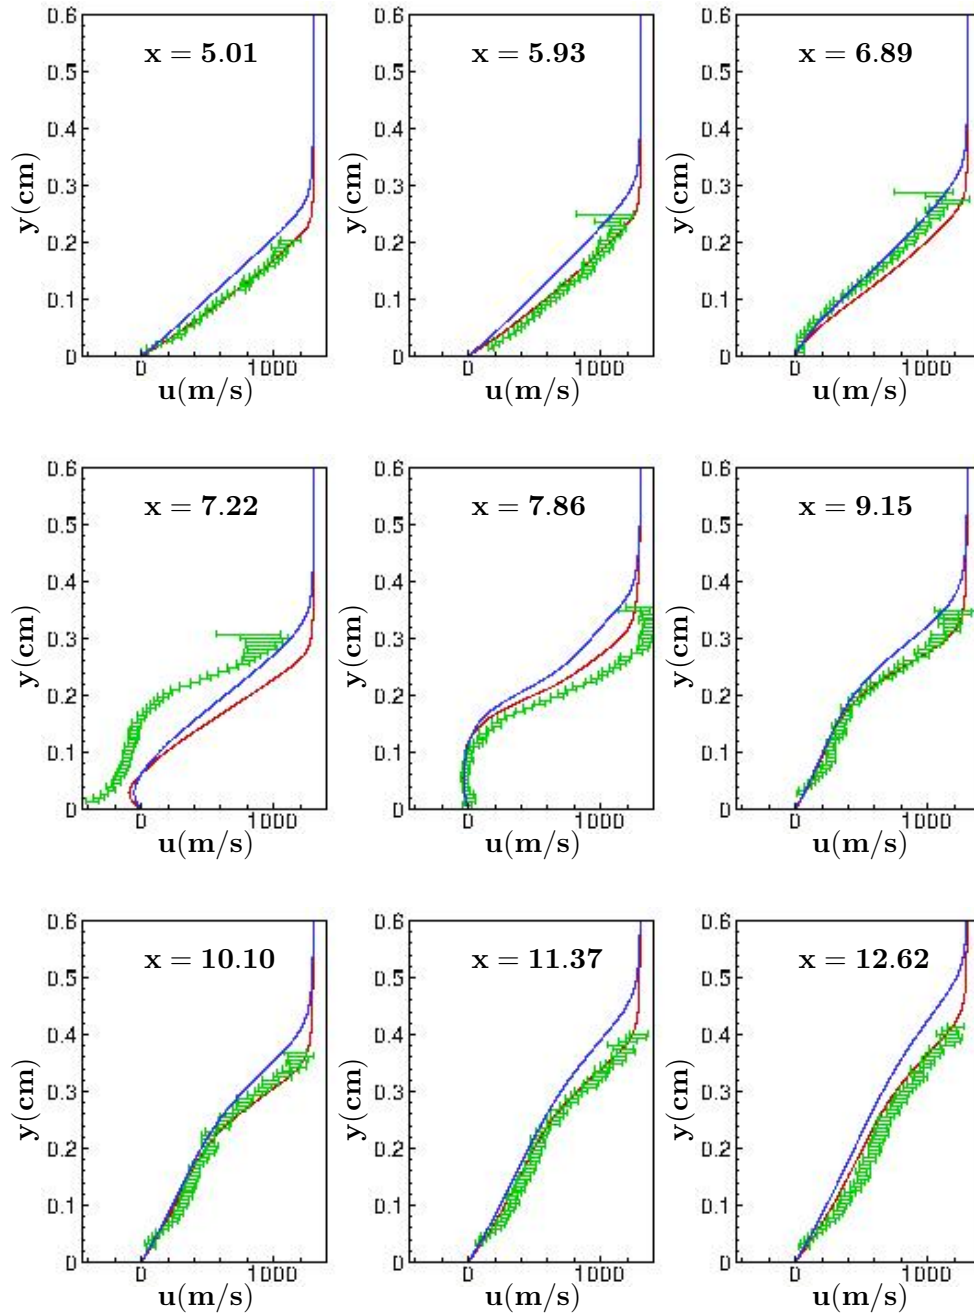 0.6
x = 5.01
0.5
0.4
y(cm)
0.3
0.2
0.1
0
0 1000
u(m/s)
0.6
x = 5.93
0.5
0.4
y(cm)
0.3
0.2
0.1
0
0 1000
u(m/s)
0.6
x = 6.89
0.5
0.4
y(cm)
0.3
0.2
0.1
0
0 1000
u(m/s)
0.6
x = 7.22
0.5
0.4
y(cm)
0.3
0.2
0.1
0
0 1000
u(m/s)
0.6
x = 7.86
0.5
0.4
y(cm)
0.3
0.2
0.1
0
0 1000
u(m/s)
0.6
x = 9.15
0.5
0.4
y(cm)
0.3
0.2
0.1
0
0 1000
u(m/s)
0.6
x = 10.10
0.5
0.4
y(cm)
0.3
0.2
0.1
0
0 1000
u(m/s)
0.6
x = 11.37
0.5
0.4
y(cm)
0.3
0.2
0.1
0
0 1000
u(m/s)
0.6
x = 12.62
0.5
0.4
y(cm)
0.3
0.2
0.1
0
0 1000
u(m/s)